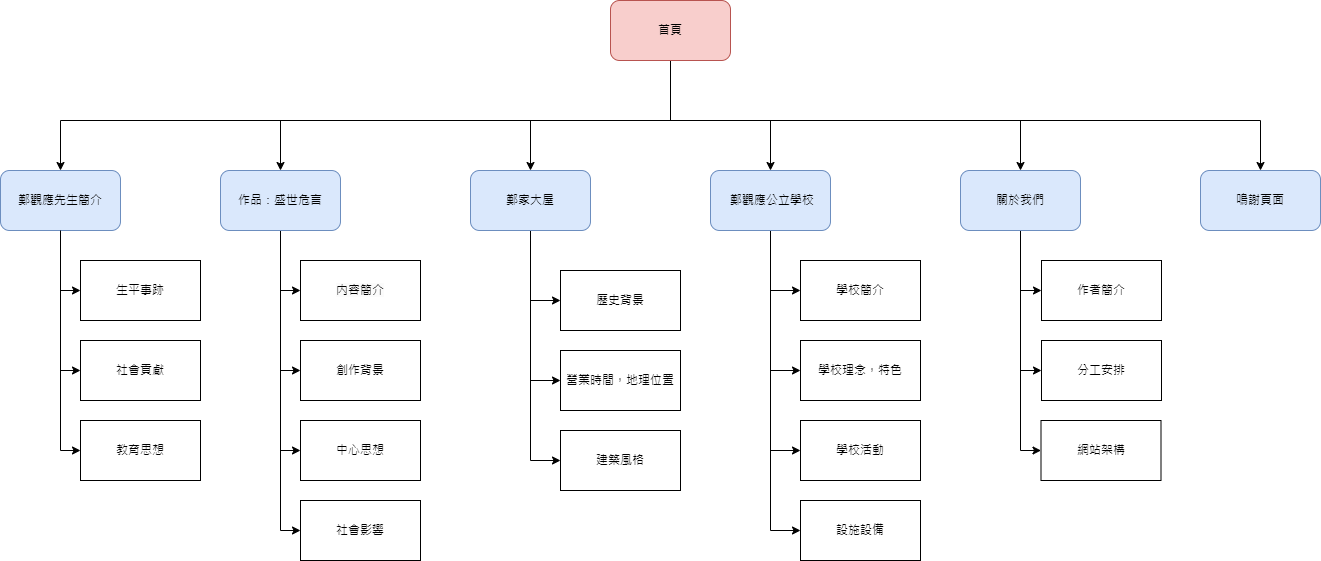 首頁
鄭觀應先生簡介
作品：盛世危言
鄭家大屋
鄭觀應公立學校
關於我們
鳴謝頁面
生平事跡
社會貢獻
教育思想
內容簡介
創作背景
中心思想
社會影響
歷史背景
營業時間，地理位置
建築風格
學校簡介
學校理念，特色
學校活動
設施設備
作者簡介
分工安排
網站架構